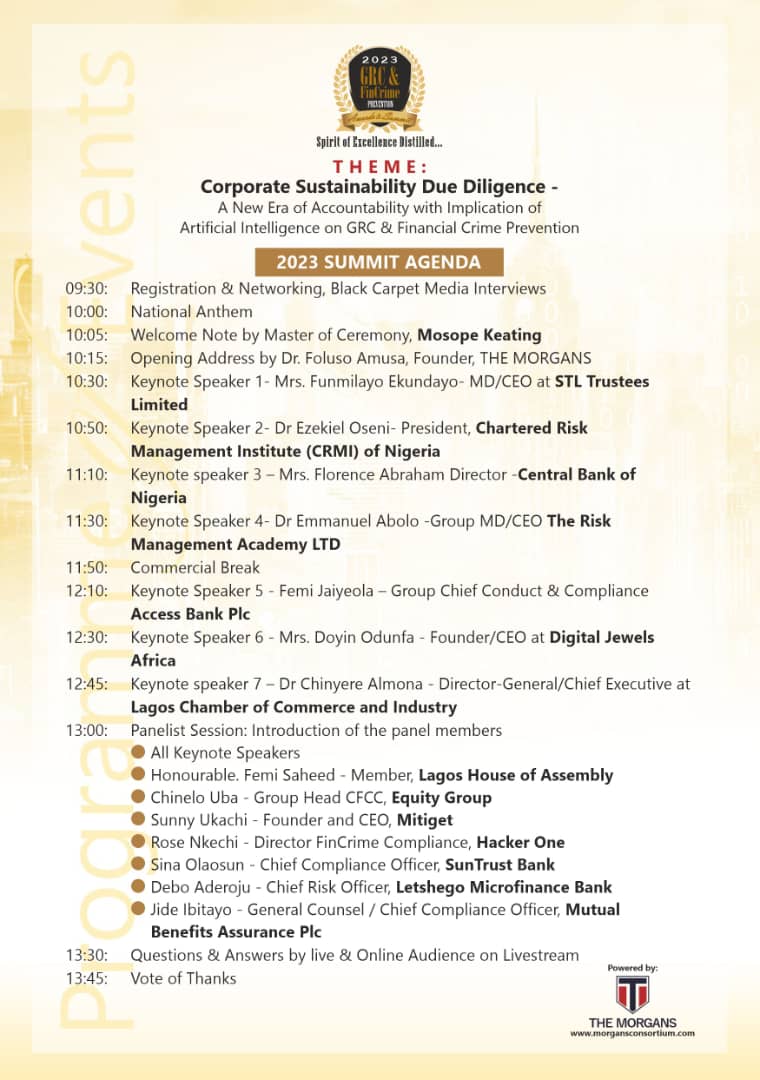 2023
GRC &
FinCrime
PREVENTION
Awards & Summit
Spirit of Excellence Distilled...
THEME:
Corporate Sustainability Due Diligence -
A New Era of Accountability with Implication of
Artificial Intelligence on GRC & Financial Crime Prevention
2023 SUMMIT AGENDA
09:30: Registration & Networking, Black Carpet Media Interviews
10:00: National Anthem
10:05: Welcome Note by Master of Ceremony, Mosope Keating
10:15: Opening Address by Dr. Foluso Amusa, Founder, THE MORGANS
10:30: Keynote Speaker 1- Mrs. Funmilayo Ekundayo- MD/CEO at STL Trustees
Limited
10:50: Keynote Speaker 2- Dr Ezekiel Oseni- President, Chartered Risk
Management Institute (CRMI) of Nigeria
11:10: Keynote speaker 3 – Mrs. Florence Abraham Director -Central Bank of
Nigeria
11:30: Keynote Speaker 4- Dr Emmanuel Abolo -Group MD/CEO The Risk
Management Academy LTD
11:50: Commercial Break
12:10: Keynote Speaker 5 - Femi Jaiyeola – Group Chief Conduct & Compliance
Access Bank Plc
12:30: Keynote Speaker 6 - Mrs. Doyin Odunfa - Founder/CEO at Digital Jewels
Africa
12:45: Keynote speaker 7 – Dr Chinyere Almona - Director-General/Chief Executive at
Lagos Chamber of Commerce and Industry
13:00: Panelist Session: Introduction of the panel members
All Keynote Speakers
Honourable. Femi Saheed - Member, Lagos House of Assembly
Chinelo Uba - Group Head CFCC, Equity Group
Sunny Ukachi - Founder and CEO, Mitiget
Rose Nkechi - Director FinCrime Compliance, Hacker One
Sina Olaosun - Chief Compliance Officer, SunTrust Bank
Debo Aderoju - Chief Risk Officer, Letshego Microfinance Bank
Jide Ibitayo - General Counsel / Chief Compliance Officer, Mutual
Benefits Assurance Plc
13:30: Questions & Answers by live & Online Audience on Livestream
13:45: Vote of Thanks
Powered by:
THE MORGANS
www.morgansconsortium.com
Programme Events